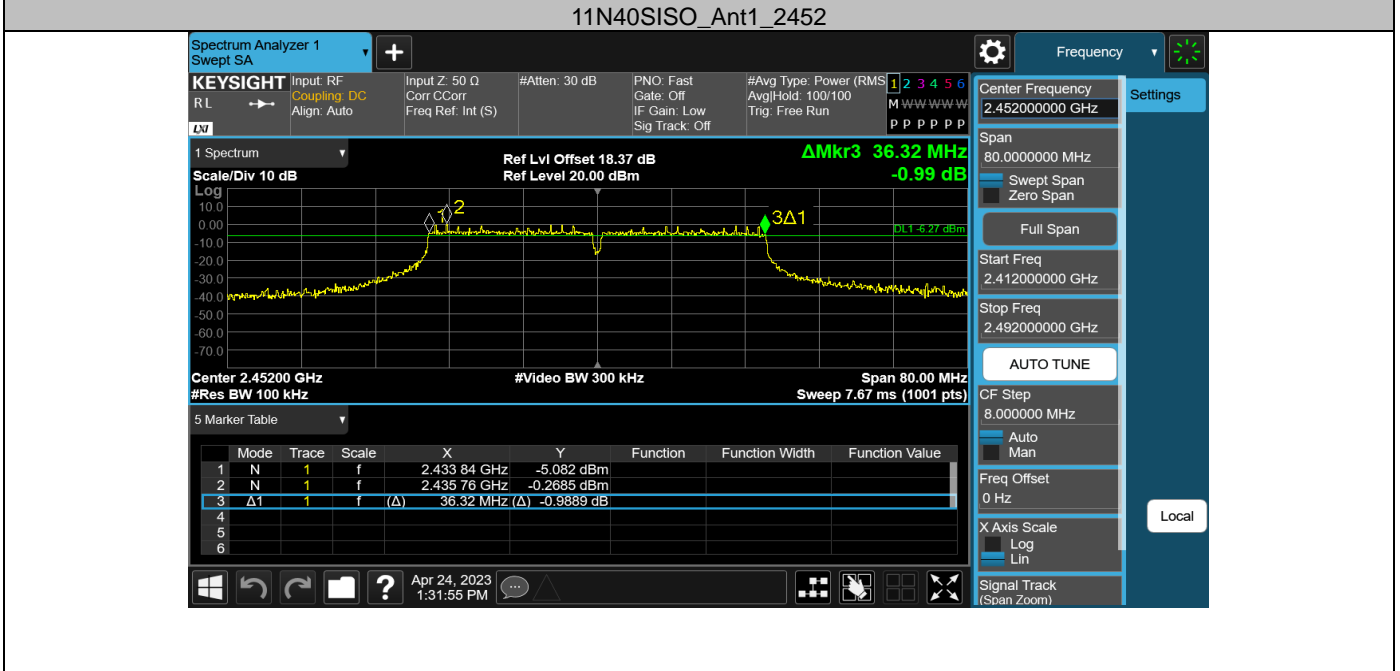 11N40SISO_Ant1_2452
Spectrum Analyzer 1
Swept SA
Frequency
KEYSIGHT
R L
LXI
Input: RF
Coupling: DC
Align: Auto
Input Z: 50 Ω
Corr CCorr
Freq Ref: Int (S)
#Atten: 30 dB
PNO: Fast
Gate: Off
IF Gain: Low
Sig Track: Off
#Avg Type: Power (RMS
Avg|Hold: 100/100
Trig: Free Run
1 2 3 4 5 6
M W W W W W
P P P P P P
1 Spectrum
Scale/Div 10 dB
Ref Lvl Offset 18.37 dB
Ref Level 20.00 dBm
ΔMkr3 36.32 MHz
-0.99 dB
Log
10.0
0.00
-10.0
-20.0
-30.0
-40.0
-50.0
-60.0
-70.0
1
2
3Δ1
DL1 -6.27 dBm
Center 2.45200 GHz
#Video BW 300 kHz
Span 80.00 MHz
#Res BW 100 kHz
Sweep 7.67 ms (1001 pts)
5 Marker Table
Mode Trace Scale X Y Function Function Width Function Value
1 N 1 f 2.433 84 GHz -5.082 dBm
2 N 1 f 2.435 76 GHz -0.2685 dBm
3 Δ1 1 f (Δ) 36.32 MHz (Δ) -0.9889 dB
4
5
6
?
Apr 24, 2023
1:31:55 PM
Center Frequency
2.452000000 GHz
Settings
Span
80.0000000 MHz
Swept Span
Zero Span
Full Span
Start Freq
2.412000000 GHz
Stop Freq
2.492000000 GHz
AUTO TUNE
CF Step
8.000000 MHz
Auto
Man
Freq Offset
0 Hz
Local
X Axis Scale
Log
Lin
Signal Track
(Span Zoom)